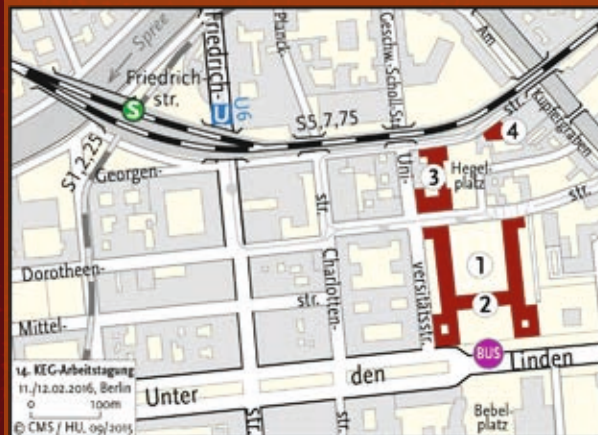 Spree
Friedrich-
str.
S
Friedrich-
U
U6
Planck-
Geschw.-Scholl-Str.
Am
Kupfergraben
S5,7,75
str.
4
S1,2,25
Georgen-
Uni-
3
Hegel-
platz
str.
str.
Dorotheen-
Charlotten-
versitätsstr.
1
2
Mittel-
str.
BUS
Unter
den
Linden
str.
str.
Bebel-
platz
14. KEG-Arbeitstagung
11./12.02.2016, Berlin
0 100m
© CMS / HU, 09/2015